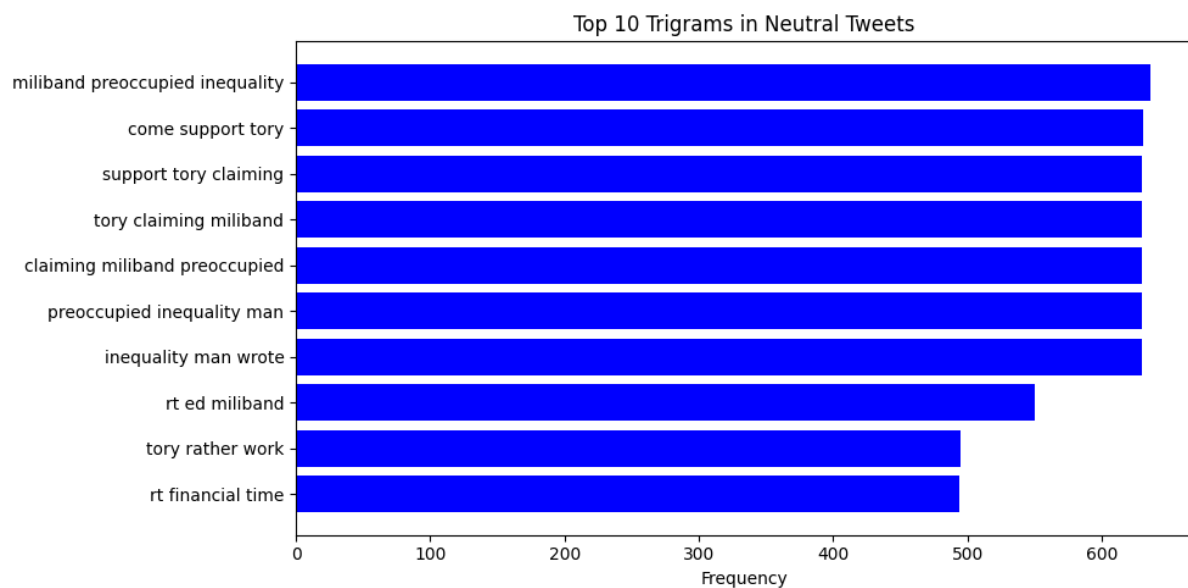 Top 10 Trigrams in Neutral Tweets
miliband preoccupied inequality
come support tory
support tory claiming
tory claiming miliband
claiming miliband preoccupied
preoccupied inequality man
inequality man wrote
rt ed miliband
tory rather work
rt financial time
0 100 200 300 400 500 600
Frequency